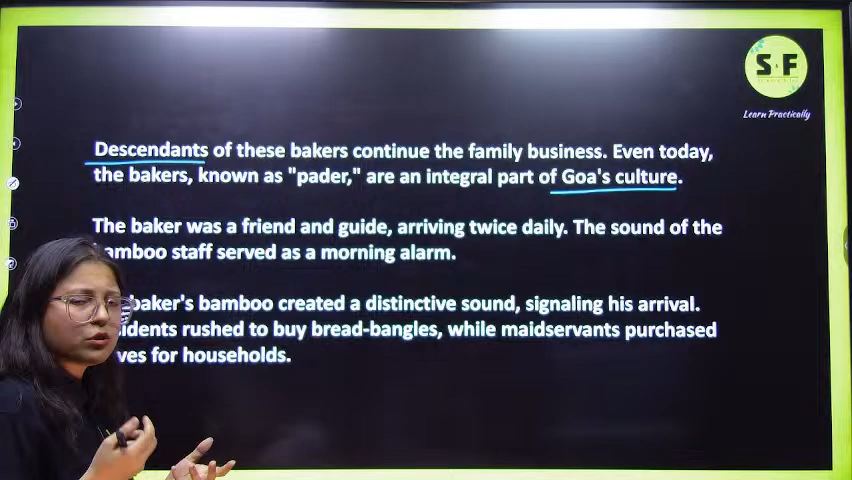 S F
Learn Practically
Descendants of these bakers continue the family business. Even today,
the bakers, known as "pader," are an integral part of Goa's culture.
The baker was a friend and guide, arriving twice daily. The sound of the
bamboo staff served as a morning alarm.
baker's bamboo created a distinctive sound, signaling his arrival.
rushed to buy bread-bangles, while maidservants purchased
for households.